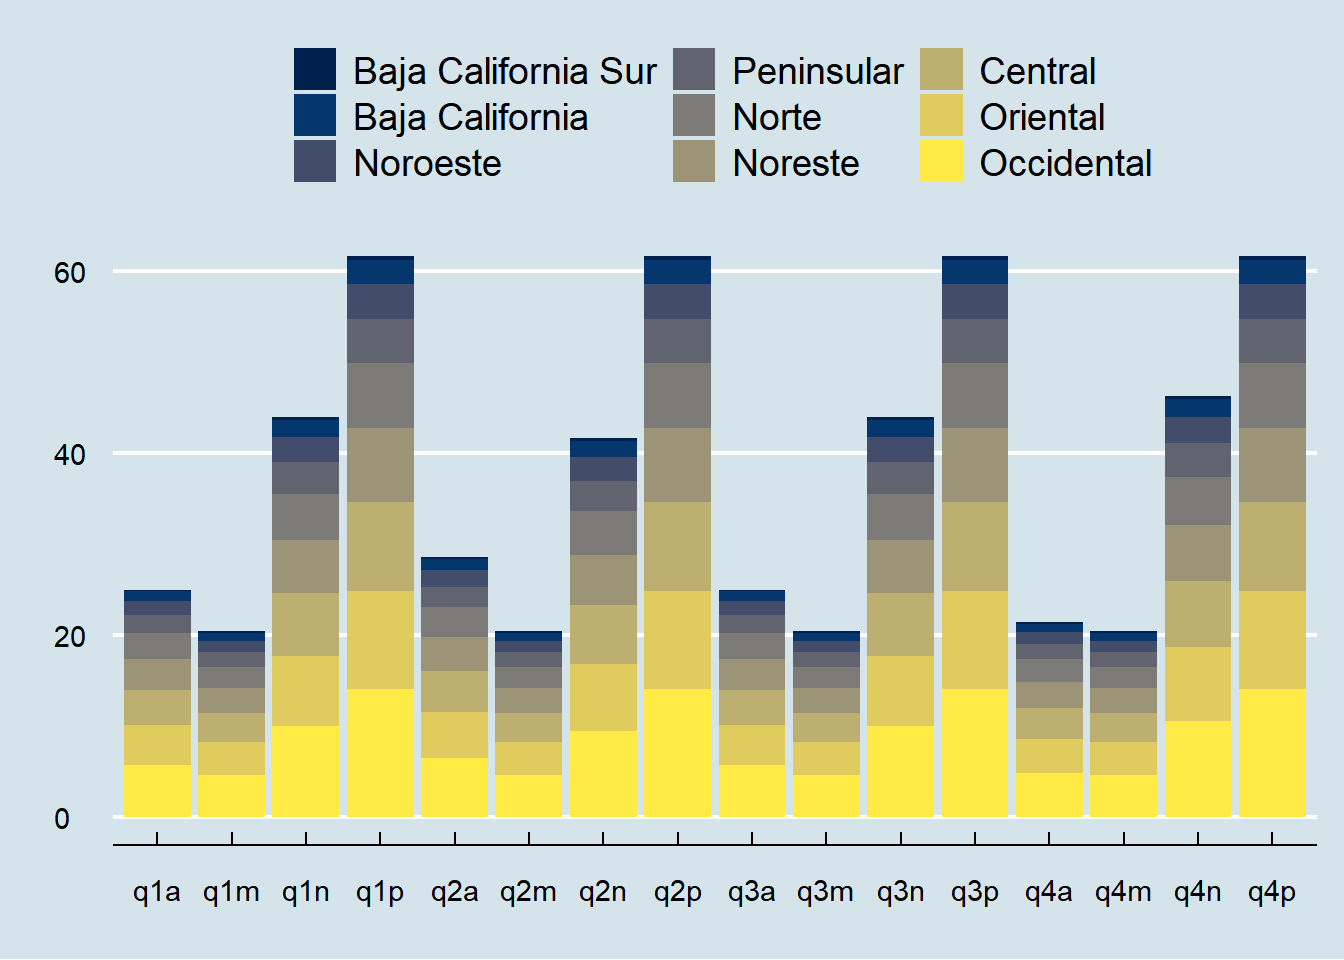 Baja California Sur Peninsular Central
Baja California Norte Oriental
Noroeste Noreste Occidental
60
40
20
0
q1a q1m q1n q1p q2a q2m q2n q2p q3a q3m q3n q3p q4a q4m q4n q4p